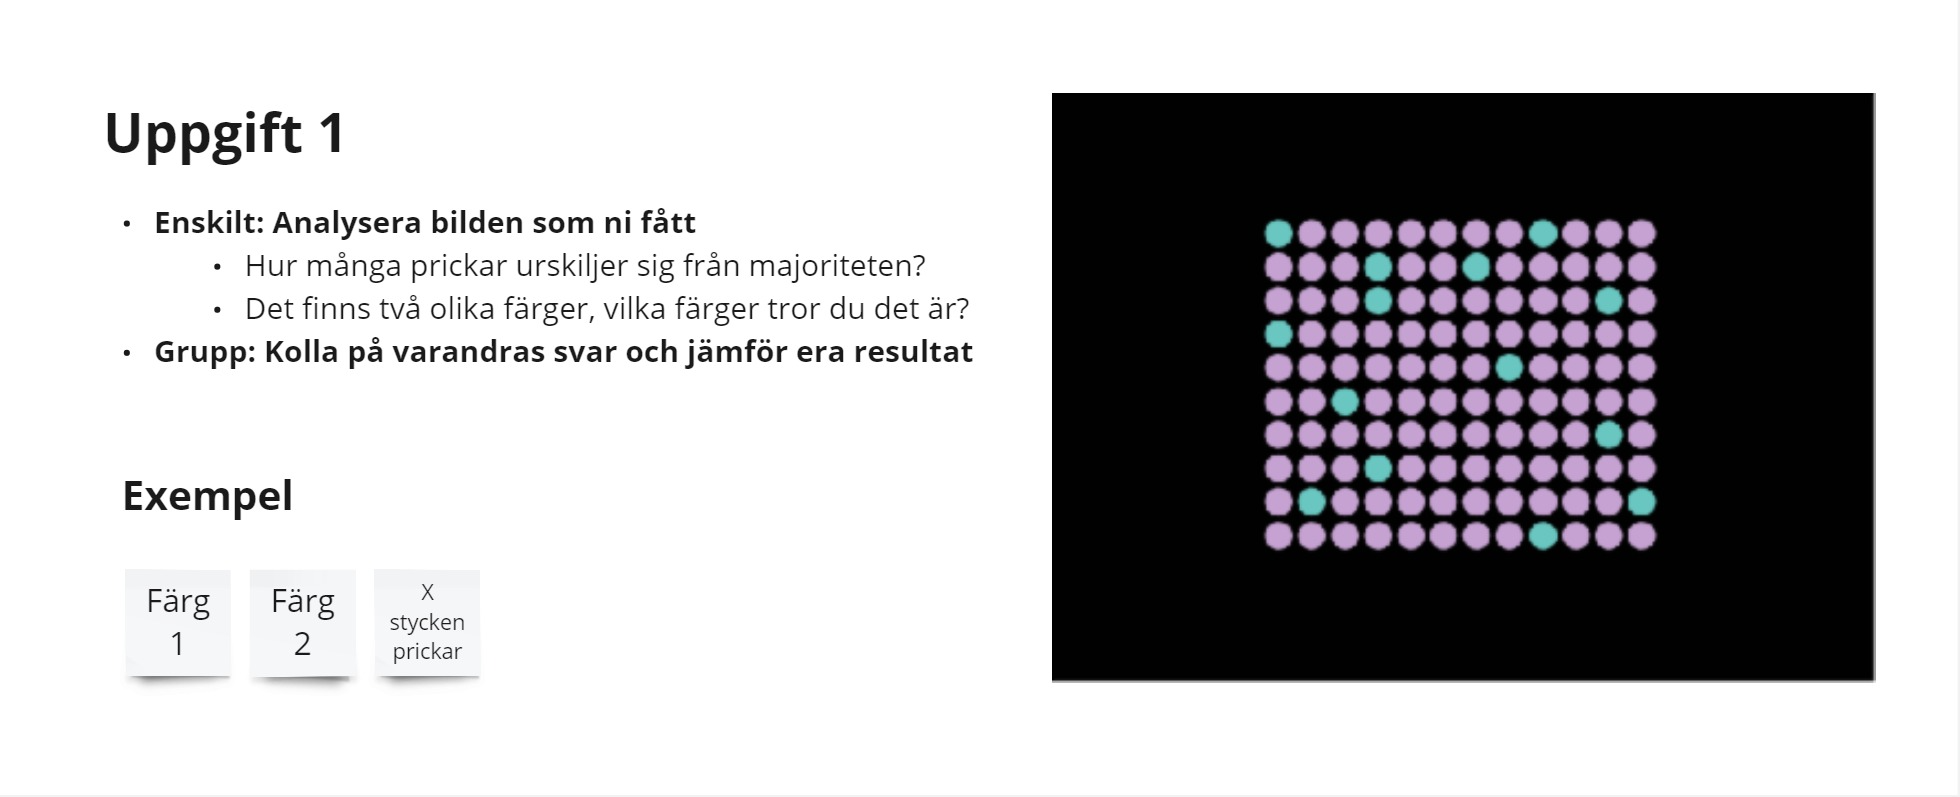 Uppgift 1
• Enskilt: Analysera bilden som ni fått
• Hur många prickar urskiljer sig från majoriteten?
• Det finns två olika färger, vilka färger tror du det är?
• Grupp: Kolla på varandras svar och jämför era resultat
Exempel
Färg
1
Färg
2
X
stycken
prickar